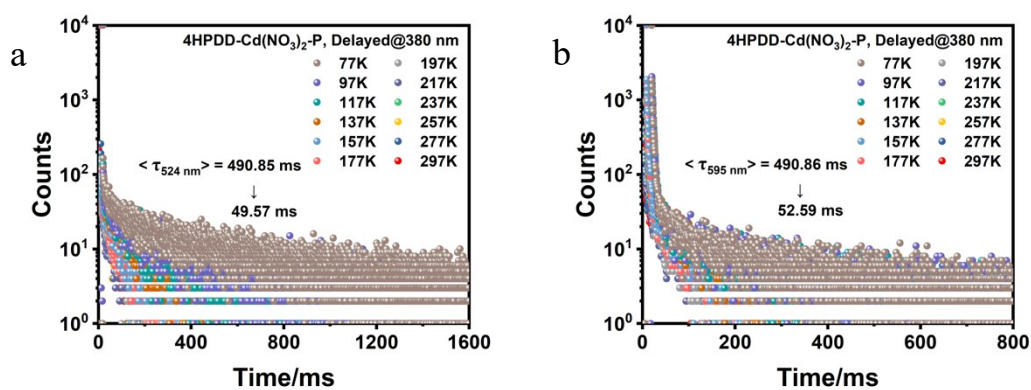 a
4HPDD-Cd(NO₃)₂-P, Delayed@380 nm
77K 197K
97K 217K
117K 237K
137K 257K
157K 277K
177K 297K
< τ₅₂₄ ₙₘ> = 490.85 ms
↓
49.57 ms
Counts
10⁴
10³
10²
10¹
10⁰
0 400 800 1200 1600
Time/ms
b
4HPDD-Cd(NO₃)₂-P, Delayed@380 nm
77K 197K
97K 217K
117K 237K
137K 257K
157K 277K
177K 297K
< τ₅₉₅ ₙₘ> = 490.86 ms
↓
52.59 ms
Counts
10⁴
10³
10²
10¹
10⁰
0 200 400 600 800
Time/ms